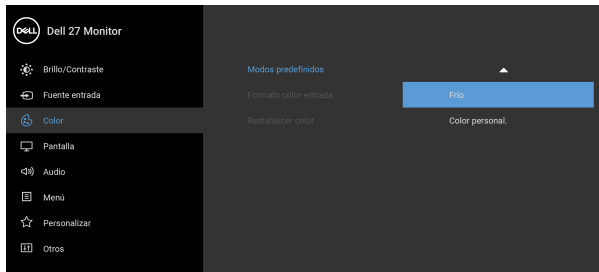 DELL Dell 27 Monitor
Brillo/Contraste
Fuente entrada
Color
Pantalla
Audio
Menú
Personalizar
Otros
Modos predefinidos
Formato color entrada
Restablecer color
Frío
Color personal.